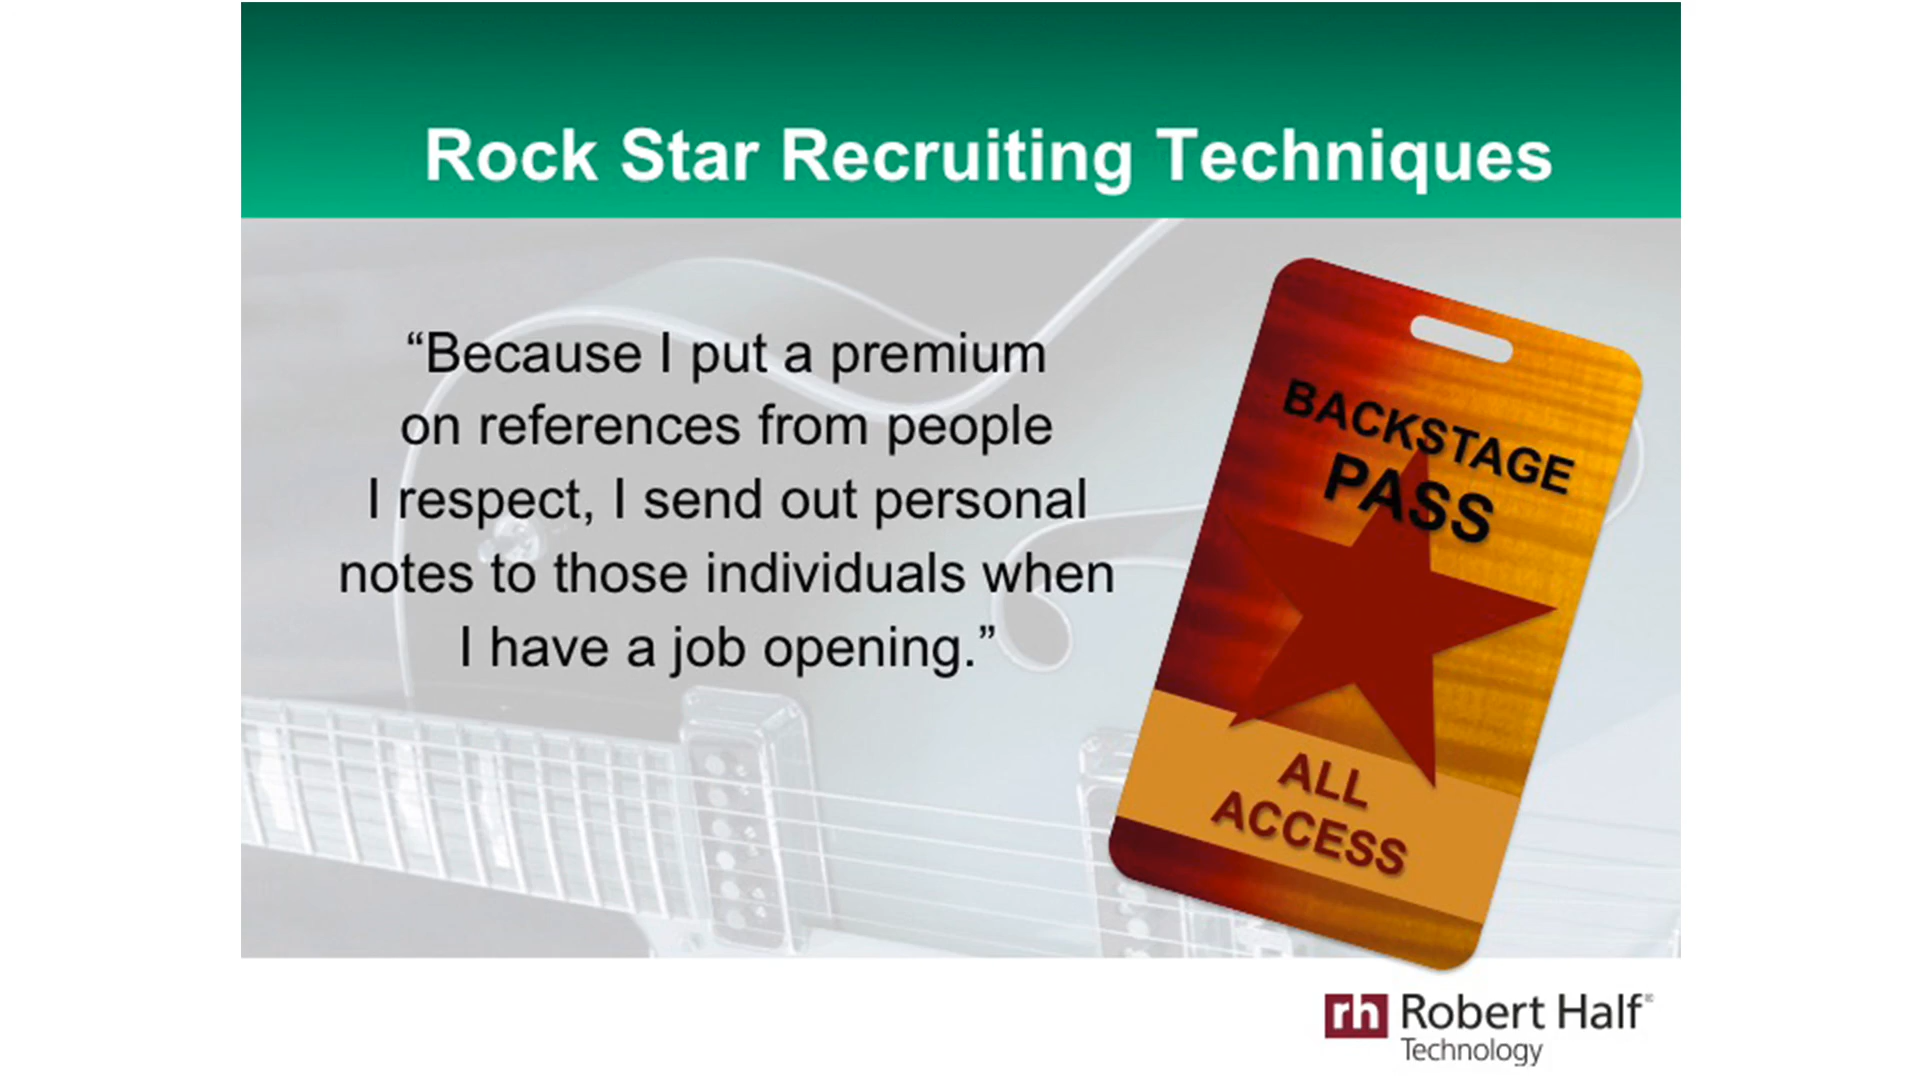 Rock Star Recruiting Techniques
“Because I put a premium
on references from people
I respect, I send out personal
notes to those individuals when
I have a job opening.”
BACKSTAGE
PASS
ALL
ACCESS
rh Robert Half®
Technology